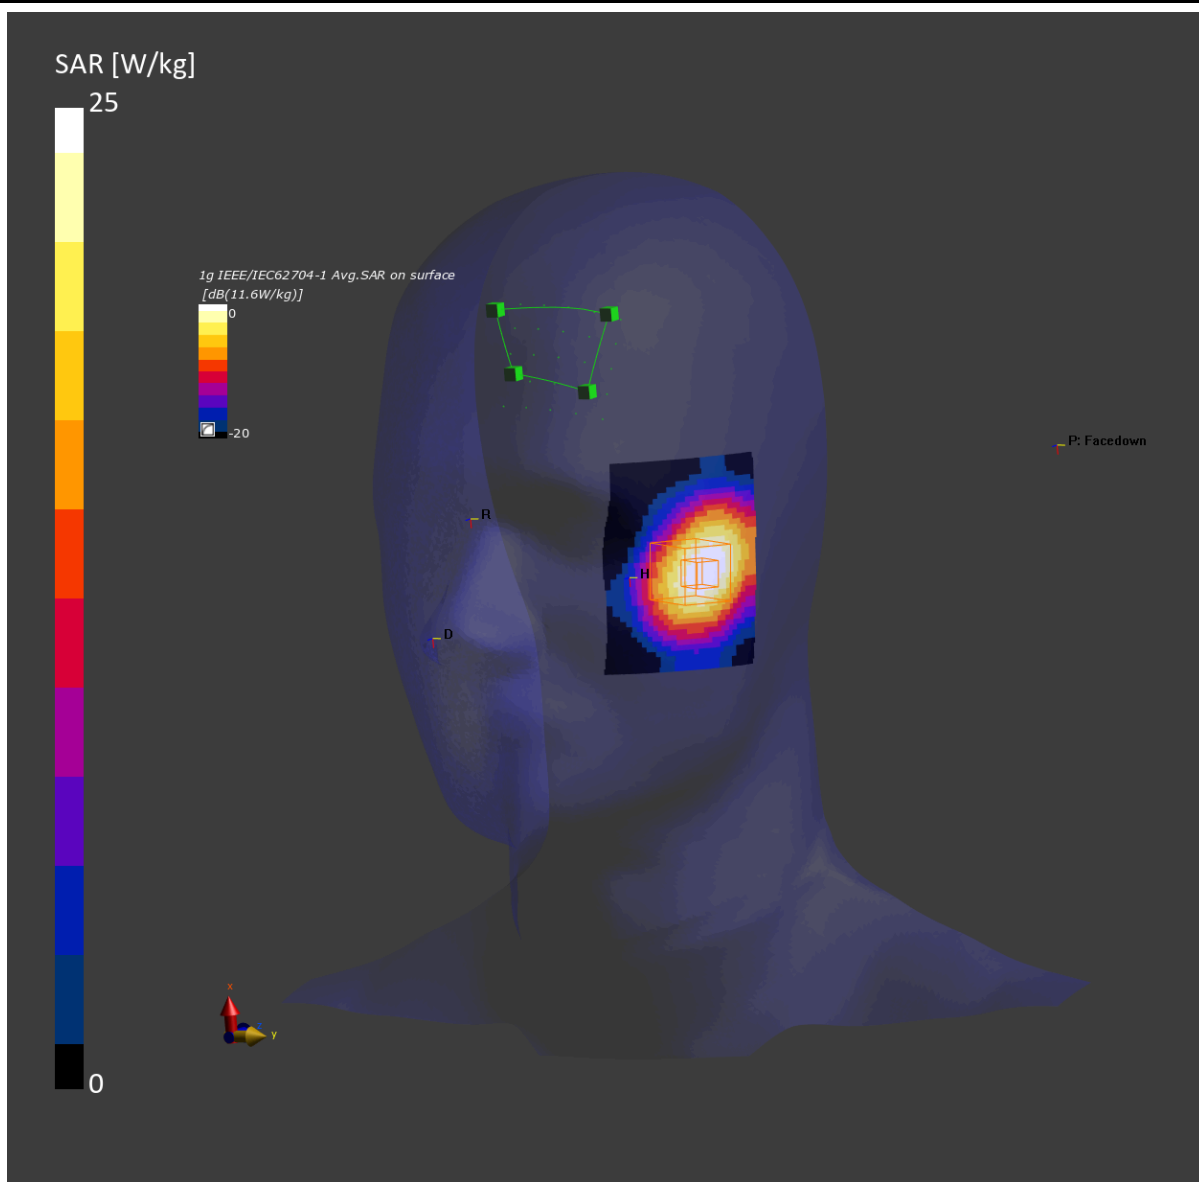 SAR [W/kg]
25
1g IEEE/IEC62704-1 Avg.SAR on surface
[dB(11.6W/kg)]
0
-20
P: Facedown
R
H
D
x
y
0